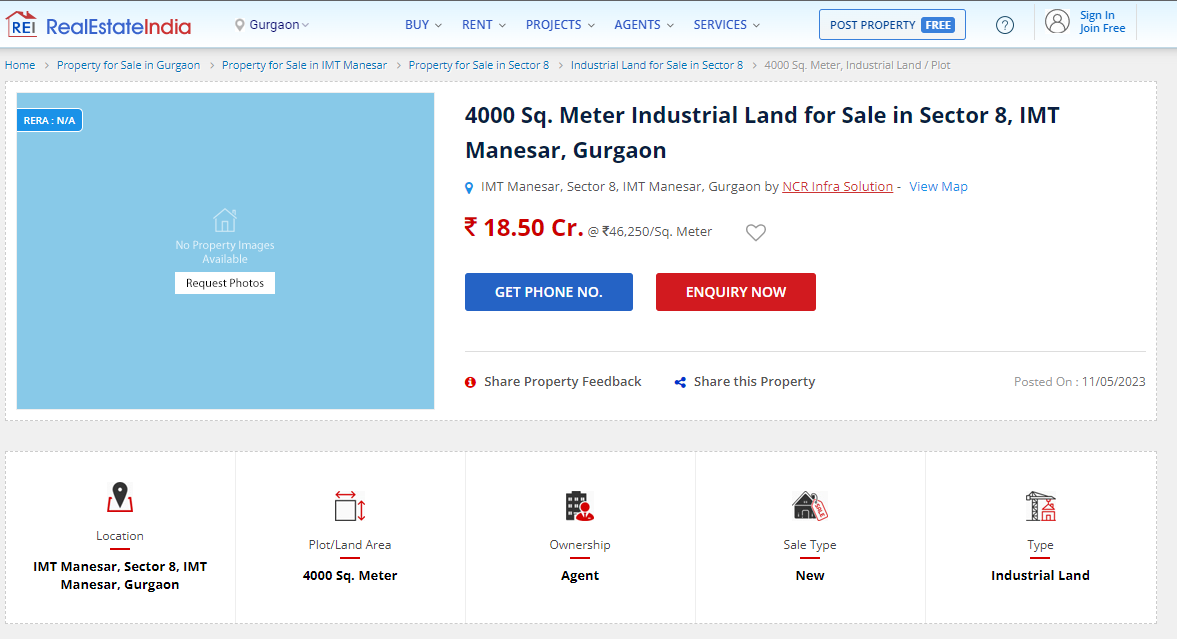 REI RealEstateIndia
Gurgaon
BUY RENT PROJECTS AGENTS SERVICES
POST PROPERTY FREE
?
Sign In
Join Free
Home > Property for Sale in Gurgaon > Property for Sale in IMT Manesar > Property for Sale in Sector 8 > Industrial Land for Sale in Sector 8 > 4000 Sq. Meter, Industrial Land / Plot
RERA : N/A
No Property Images
Available
Request Photos
4000 Sq. Meter Industrial Land for Sale in Sector 8, IMT
Manesar, Gurgaon
IMT Manesar, Sector 8, IMT Manesar, Gurgaon by NCR Infra Solution - View Map
₹ 18.50 Cr. @ ₹46,250/Sq. Meter
GET PHONE NO.
ENQUIRY NOW
Share Property Feedback
Share this Property
Posted On : 11/05/2023
Location
IMT Manesar, Sector 8, IMT
Manesar, Gurgaon
Plot/Land Area
4000 Sq. Meter
Ownership
Agent
SALE
Sale Type
New
Type
Industrial Land